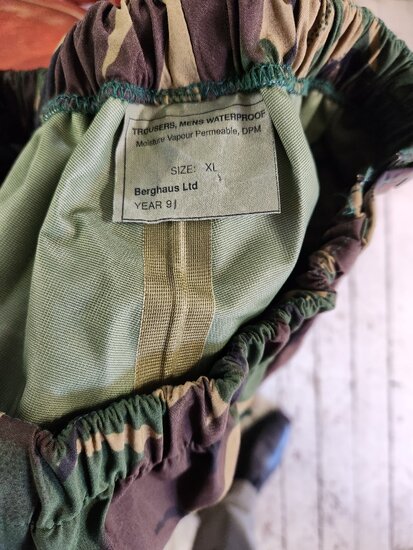 TROUSERS, MENS WATERPROOF
Moisture Vapour Permeable, DPM
SIZE: XL
Berghaus Ltd
YEAR 91